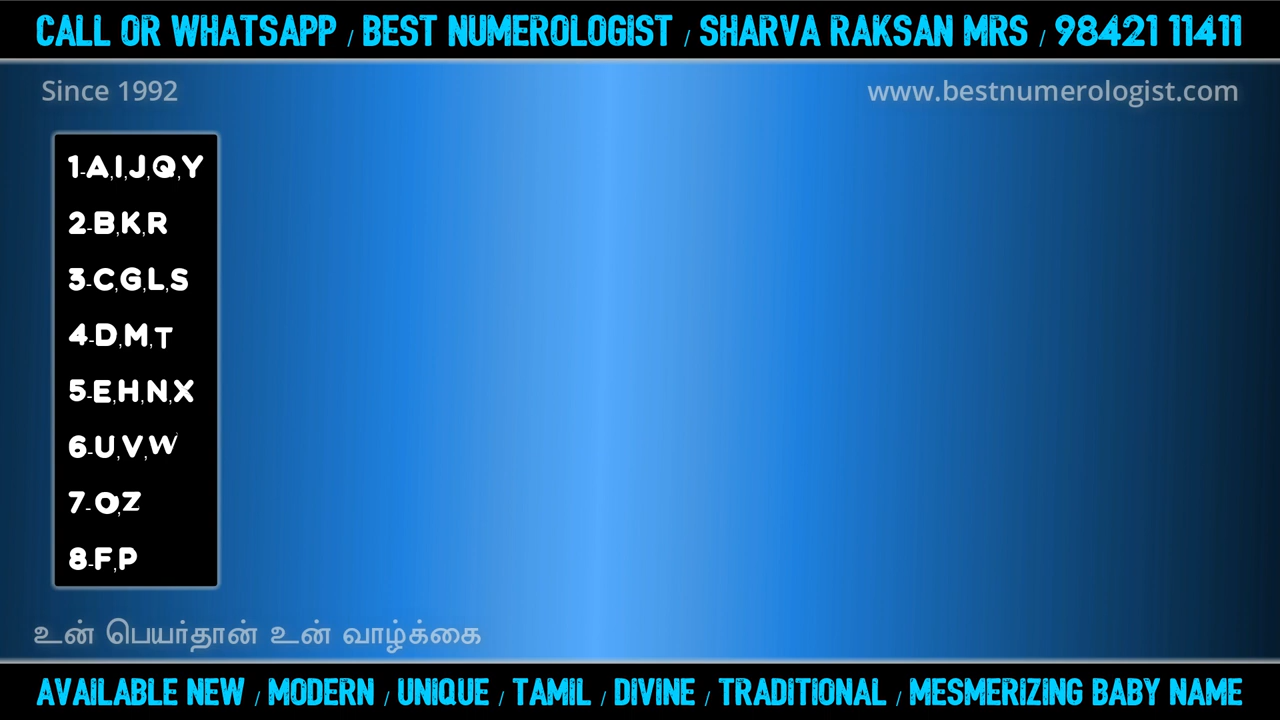 CALL OR WHATSAPP / BEST NUMEROLOGIST / SHARVA RAKSAN MRS / 98421 11411
Since 1992
www.bestnumerologist.com
1-A,I,J,Q,Y
2-B,K,R
3-C,G,L,S
4-D,M,T
5-E,H,N,X
6-U,V,W
7-O,Z
8-F,P
உன் பெயர்தான் உன் வாழ்க்கை
AVAILABLE NEW / MODERN / UNIQUE / TAMIL / DIVINE / TRADITIONAL / MESMERIZING BABY NAME